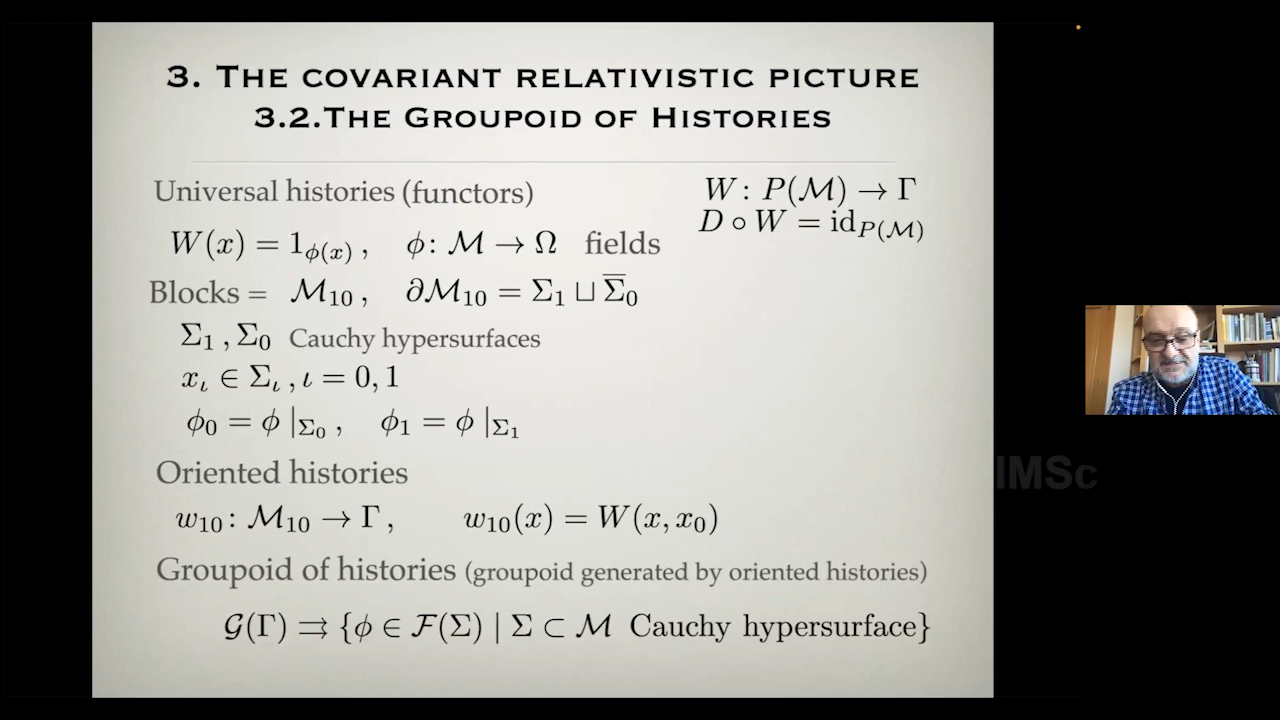 3. The covariant relativistic picture
3.2.The Groupoid of Histories
Universal histories (functors)
W : P(ℳ) → Γ
D ∘ W = id_{P(ℳ)}
W(x) = 1_{ϕ(x)} , ϕ : ℳ → Ω fields
Blocks = ℳ₁₀ , ∂ℳ₁₀ = Σ₁ ⊔ Σ̅₀
Σ₁ , Σ₀ Cauchy hypersurfaces
x_ι ∈ Σ_ι , ι = 0, 1
ϕ₀ = ϕ |_{Σ₀} , ϕ₁ = ϕ |_{Σ₁}
Oriented histories
w₁₀ : ℳ₁₀ → Γ , w₁₀(x) = W(x, x₀)
Groupoid of histories (groupoid generated by oriented histories)
𝒢(Γ) ⇉ {ϕ ∈ ℱ(Σ) | Σ ⊂ ℳ Cauchy hypersurface}
IMSc